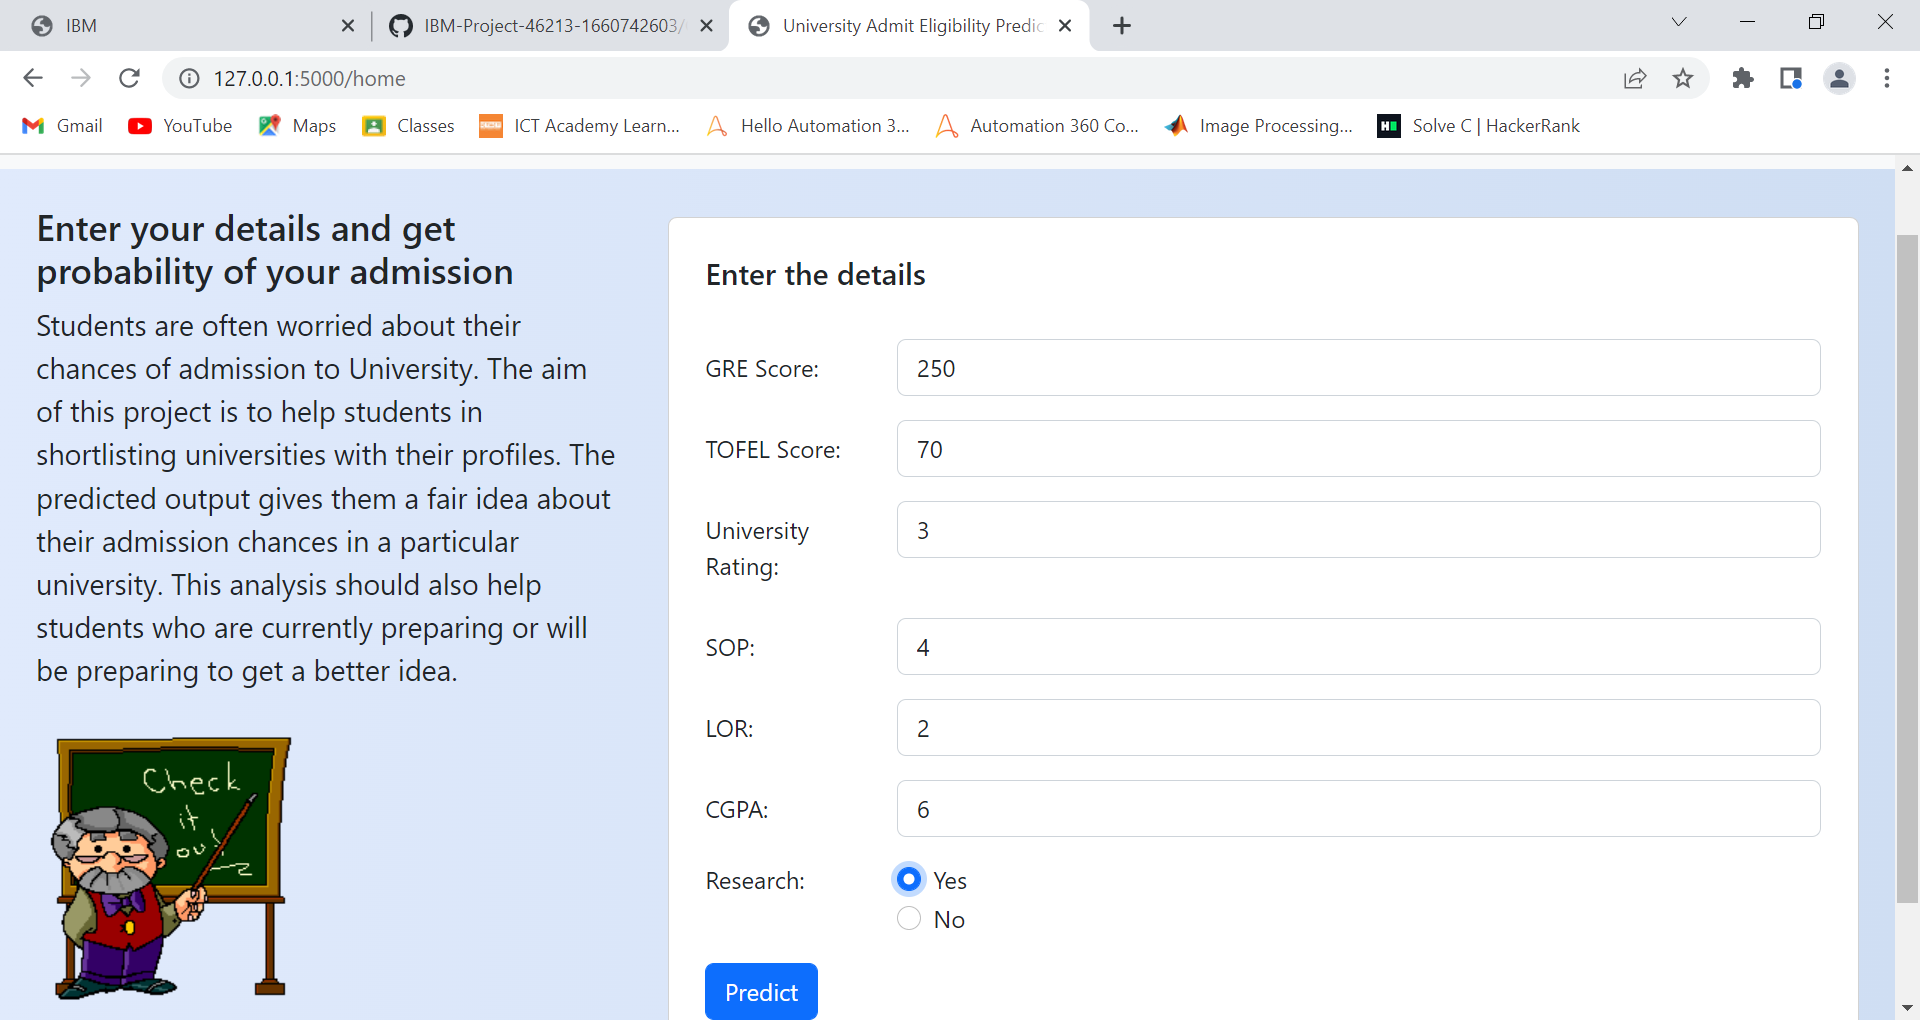 IBM
IBM-Project-46213-1660742603/
University Admit Eligibility Predic
127.0.0.1:5000/home
Gmail
YouTube
Maps
Classes
ICT Academy Learn...
Hello Automation 3...
Automation 360 Co...
Image Processing...
Solve C | HackerRank
Enter your details and get
probability of your admission
Students are often worried about their
chances of admission to University. The aim
of this project is to help students in
shortlisting universities with their profiles. The
predicted output gives them a fair idea about
their admission chances in a particular
university. This analysis should also help
students who are currently preparing or will
be preparing to get a better idea.
Check
it
out!
Enter the details
GRE Score:
250
TOFEL Score:
70
University
Rating:
3
SOP:
4
LOR:
2
CGPA:
6
Research:
Yes
No
Predict